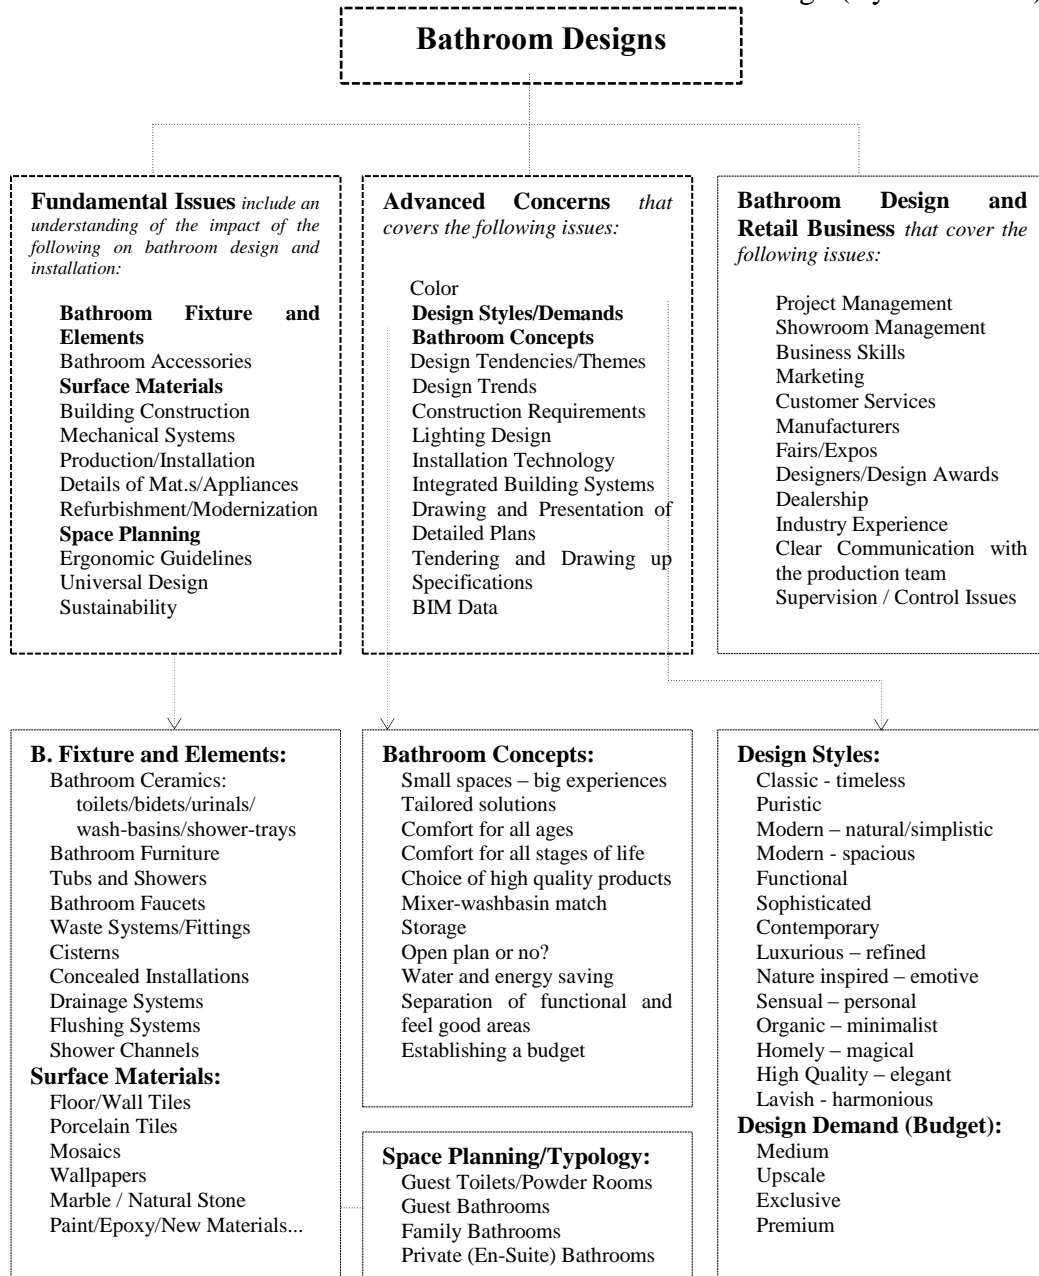 Bathroom Designs
Fundamental Issues include an
understanding of the impact of the
following on bathroom design and
installation:
Bathroom Fixture and
Elements
Bathroom Accessories
Surface Materials
Building Construction
Mechanical Systems
Production/Installation
Details of Mat.s/Appliances
Refurbishment/Modernization
Space Planning
Ergonomic Guidelines
Universal Design
Sustainability
Advanced Concerns that
covers the following issues:
Color
Design Styles/Demands
Bathroom Concepts
Design Tendencies/Themes
Design Trends
Construction Requirements
Lighting Design
Installation Technology
Integrated Building Systems
Drawing and Presentation of
Detailed Plans
Tendering and Drawing up
Specifications
BIM Data
Bathroom Design and
Retail Business that cover the
following issues:
Project Management
Showroom Management
Business Skills
Marketing
Customer Services
Manufacturers
Fairs/Expos
Designers/Design Awards
Dealership
Industry Experience
Clear Communication with
the production team
Supervision / Control Issues
B. Fixture and Elements:
Bathroom Ceramics:
toilets/bidets/urinals/
wash-basins/shower-trays
Bathroom Furniture
Tubs and Showers
Bathroom Faucets
Waste Systems/Fittings
Cisterns
Concealed Installations
Drainage Systems
Flushing Systems
Shower Channels
Surface Materials:
Floor/Wall Tiles
Porcelain Tiles
Mosaics
Wallpapers
Marble / Natural Stone
Paint/Epoxy/New Materials...
Bathroom Concepts:
Small spaces – big experiences
Tailored solutions
Comfort for all ages
Comfort for all stages of life
Choice of high quality products
Mixer-washbasin match
Storage
Open plan or no?
Water and energy saving
Separation of functional and
feel good areas
Establishing a budget
Space Planning/Typology:
Guest Toilets/Powder Rooms
Guest Bathrooms
Family Bathrooms
Private (En-Suite) Bathrooms
Design Styles:
Classic - timeless
Puristic
Modern – natural/simplistic
Modern - spacious
Functional
Sophisticated
Contemporary
Luxurious – refined
Nature inspired – emotive
Sensual – personal
Organic – minimalist
Homely – magical
High Quality – elegant
Lavish - harmonious
Design Demand (Budget):
Medium
Upscale
Exclusive
Premium